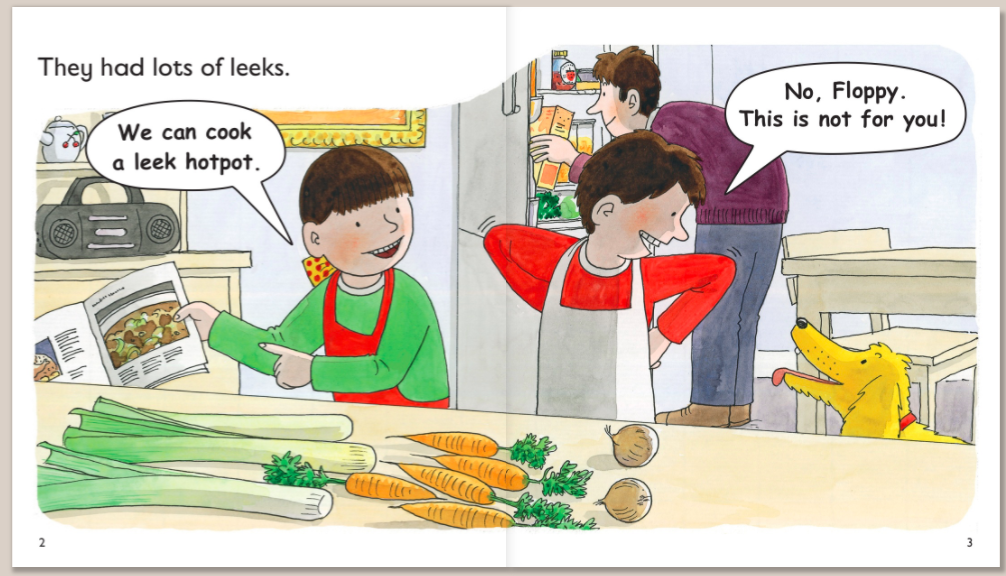 They had lots of leeks.
We can cook
a leek hotpot.
No, Floppy.
This is not for you!
2
3